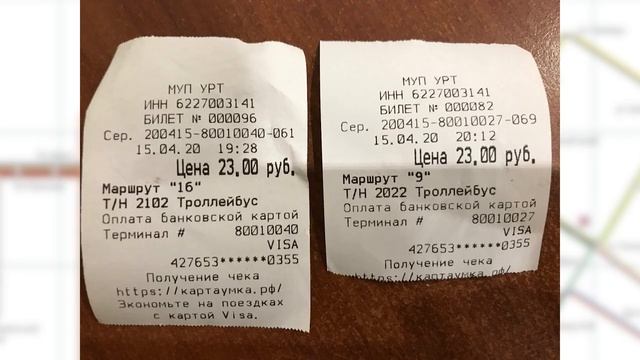 МУП УРТ
ИНН 6227003141
БИЛЕТ № 000096
Сер. 200415-80010040-061
15.04.20 19:28
Цена 23,00 руб.
Маршрут "16"
Т/Н 2102 Троллейбус
Оплата банковской картой
Терминал # 80010040
VISA
427653******0355
Получение чека
https://картаумка.рф/
Экономьте на поездках
с картой Visa.
МУП УРТ
ИНН 6227003141
БИЛЕТ № 000082
Сер. 200415-80010027-069
15.04.20 20:12
Цена 23,00 руб.
Маршрут "9"
Т/Н 2022 Троллейбус
Оплата банковской картой
Терминал # 80010027
VISA
427653******0355
Получение чека
https://картаумка.рф/